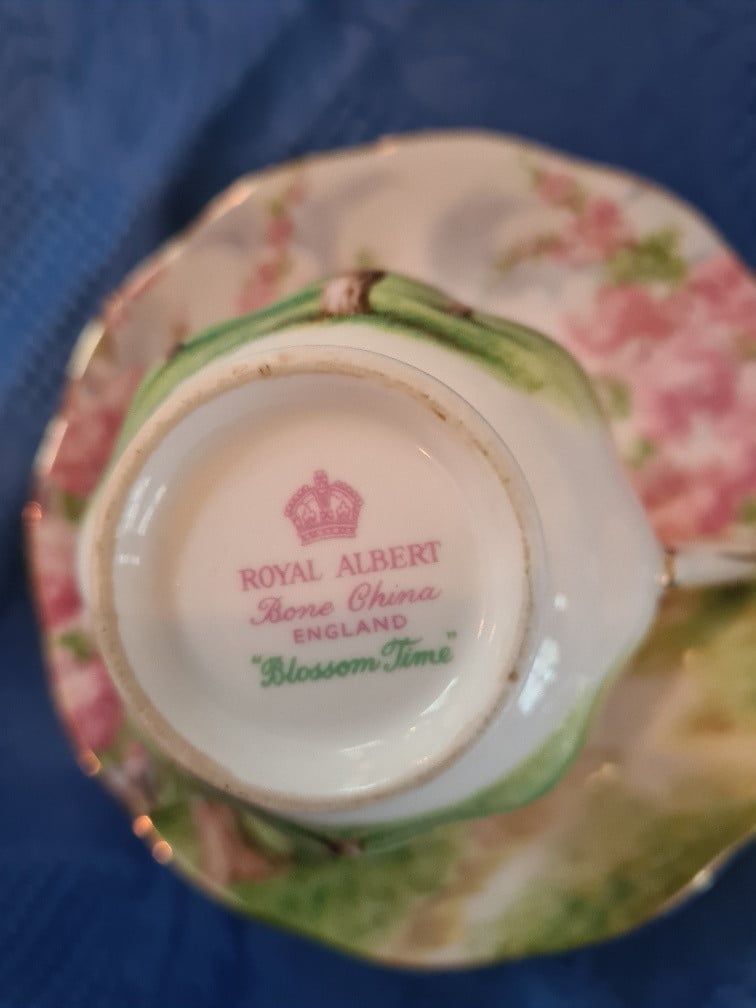 ROYAL ALBERT
Bone China
ENGLAND
"Blossom Time"